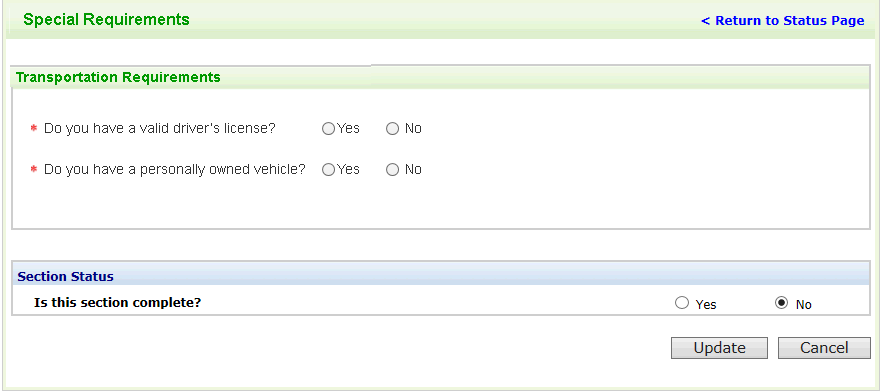 Special Requirements
< Return to Status Page
Transportation Requirements
* Do you have a valid driver's license? Yes No
* Do you have a personally owned vehicle? Yes No
Section Status
Is this section complete? Yes No
Update Cancel